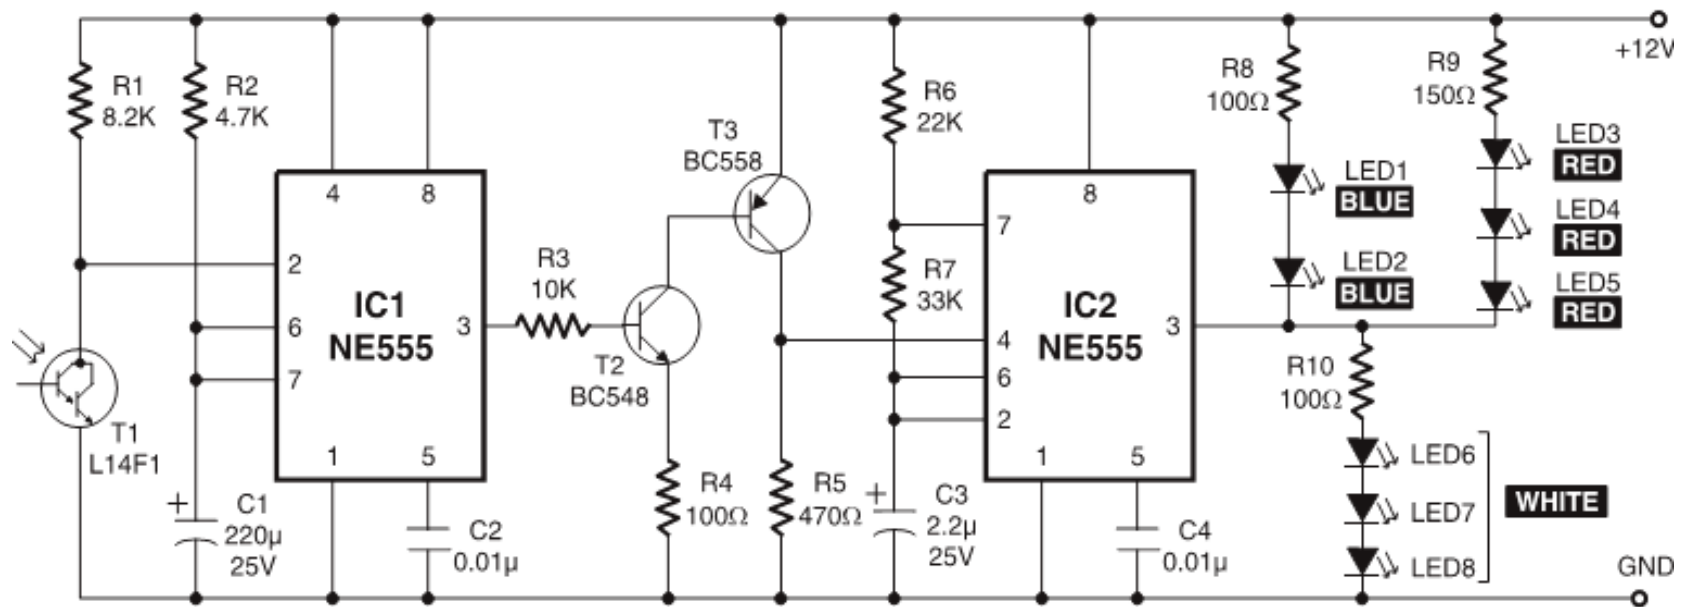 +12V
R1
8.2K
R2
4.7K
4
8
2
6
7
3
1
5
IC1
NE555
T1
L14F1
+
C1
220μ
25V
C2
0.01μ
R3
10K
T2
BC548
T3
BC558
R4
100Ω
R5
470Ω
R6
22K
R7
33K
+
C3
2.2μ
25V
8
7
4
6
2
3
1
5
IC2
NE555
C4
0.01μ
R8
100Ω
LED1
BLUE
LED2
BLUE
R9
150Ω
LED3
RED
LED4
RED
LED5
RED
R10
100Ω
LED6
LED7
LED8
WHITE
GND